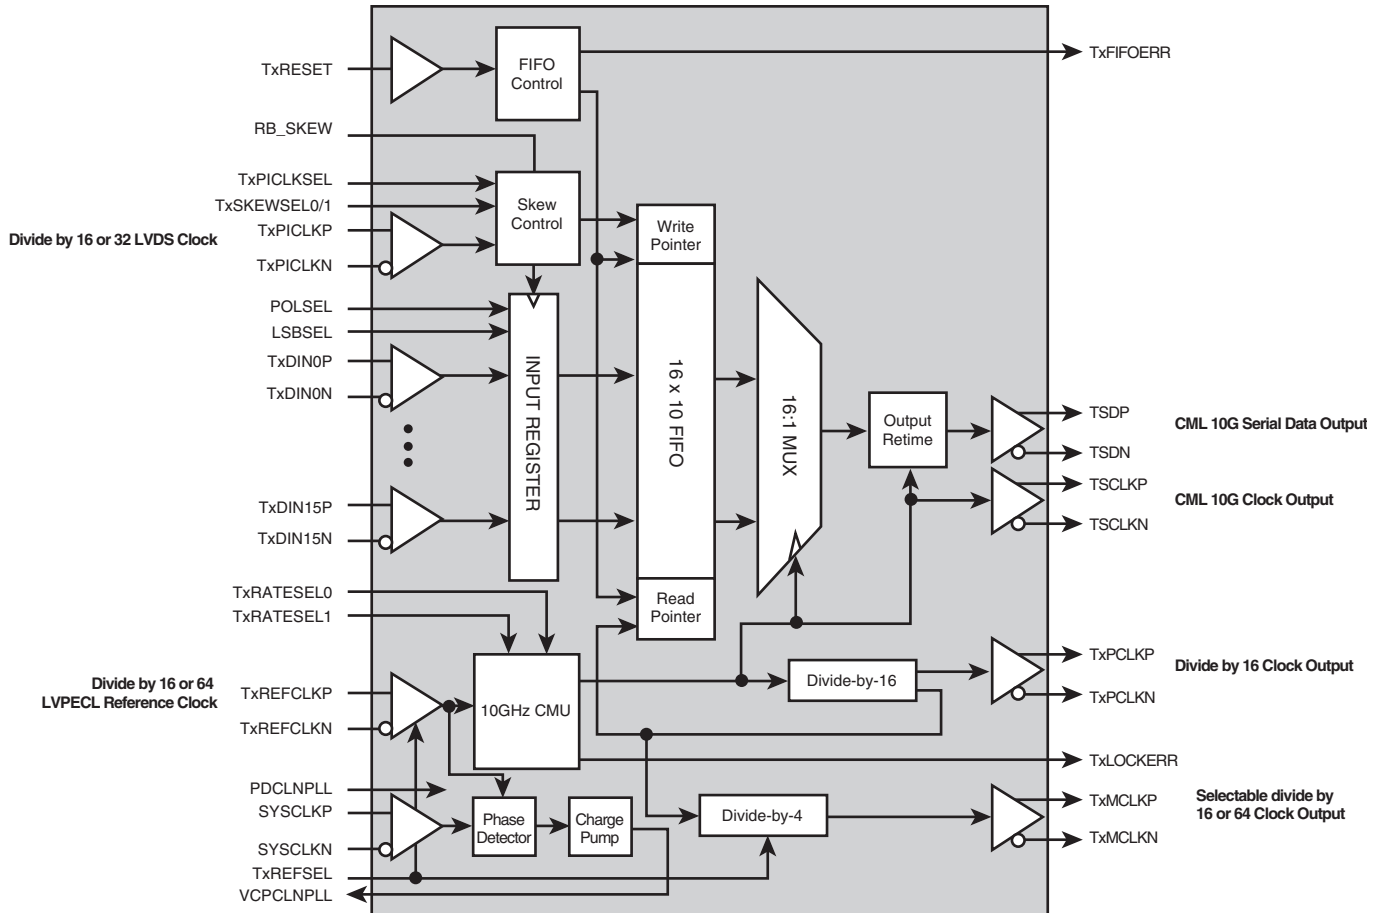 TxRESET
RB_SKEW
TxPICLKSEL
TxSKEWSEL0/1
TxPICLKP
Divide by 16 or 32 LVDS Clock
TxPICLKN
POLSEL
LSBSEL
TxDIN0P
TxDIN0N
TxDIN15P
TxDIN15N
TxRATESEL0
TxRATESEL1
Divide by 16 or 64
LVPECL Reference Clock
TxREFCLKP
TxREFCLKN
PDCLNPLL
SYSCLKP
SYSCLKN
TxREFSEL
VCPCLNPLL
FIFO
Control
Skew
Control
INPUT REGISTER
Write
Pointer
16 x 10 FIFO
Read
Pointer
16:1 MUX
Output
Retime
10GHz CMU
Divide-by-16
Phase
Detector
Charge
Pump
Divide-by-4
TxFIFOERR
TSDP
CML 10G Serial Data Output
TSDN
TSCLKP
CML 10G Clock Output
TSCLKN
TxPCLKP
Divide by 16 Clock Output
TxPCLKN
TxLOCKERR
TxMCLKP
Selectable divide by
16 or 64 Clock Output
TxMCLKN